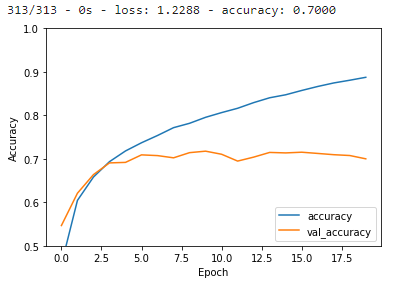 313/313 - 0s - loss: 1.2288 - accuracy: 0.7000
1.0
0.9
0.8
0.7
0.6
0.5
Accuracy
0.0 2.5 5.0 7.5 10.0 12.5 15.0 17.5
Epoch
accuracy
val_accuracy